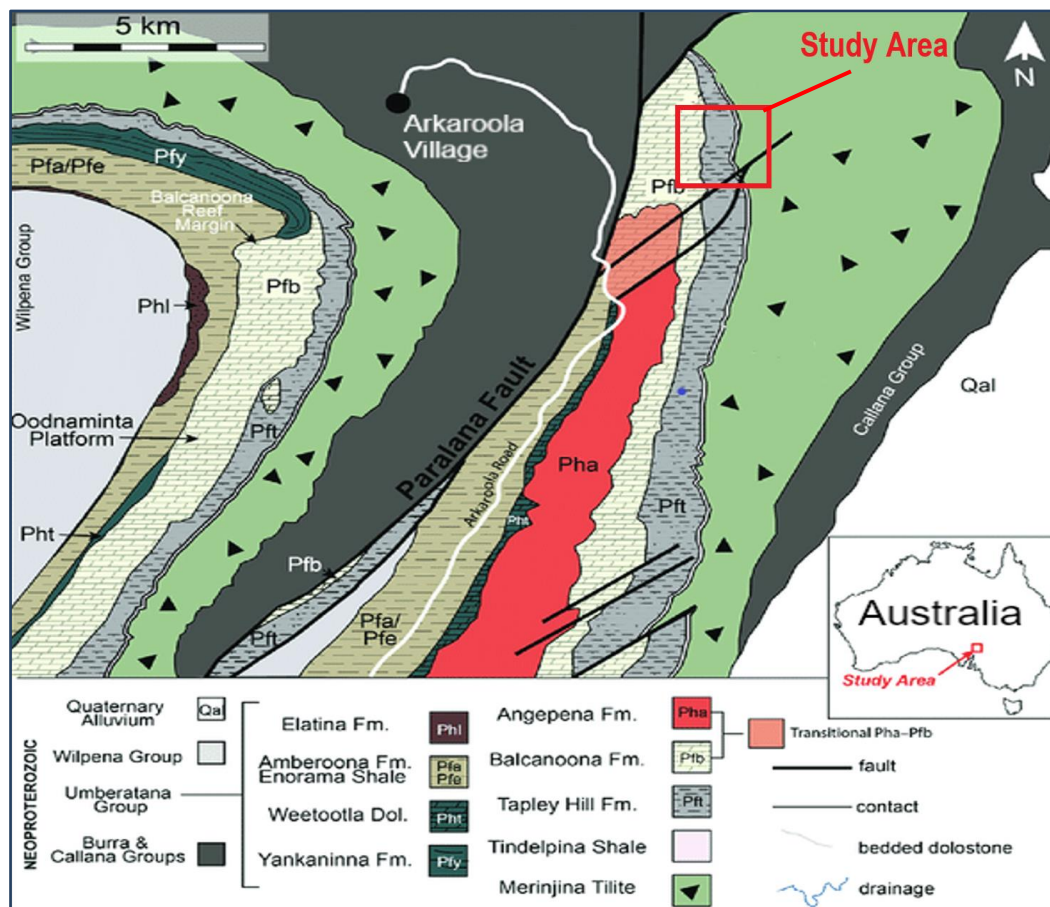 5 km
Study Area
N
Arkaroola
Village
Pfy
Pfa/Pfe
Balcanoona
Reef
Margin
Pfb
Pfb
Wilpena Group
Phl
Oodnaminta
Platform
Pft
Pht
Paralana Fault
Arkaroola Road
Pha
Pht
Pft
Callana Group
Qal
Pfb
Pft
Pfa/
Pfe
Australia
Study Area
NEOPROTEROZOIC
Quaternary
Alluvium
Qal
Wilpena Group
Umberatana
Group
Burra &
Callana Groups
Elatina Fm.
Phl
Amberoona Fm.
Enorama Shale
Pfa
Pfe
Weetootla Dol.
Pht
Yankaninna Fm.
Pfy
Angepena Fm.
Pha
Balcanoona Fm.
Pfb
Tapley Hill Fm.
Pft
Tindelpina Shale
Merinjina Tilite
Transitional Pha–Pfb
fault
contact
bedded dolostone
drainage